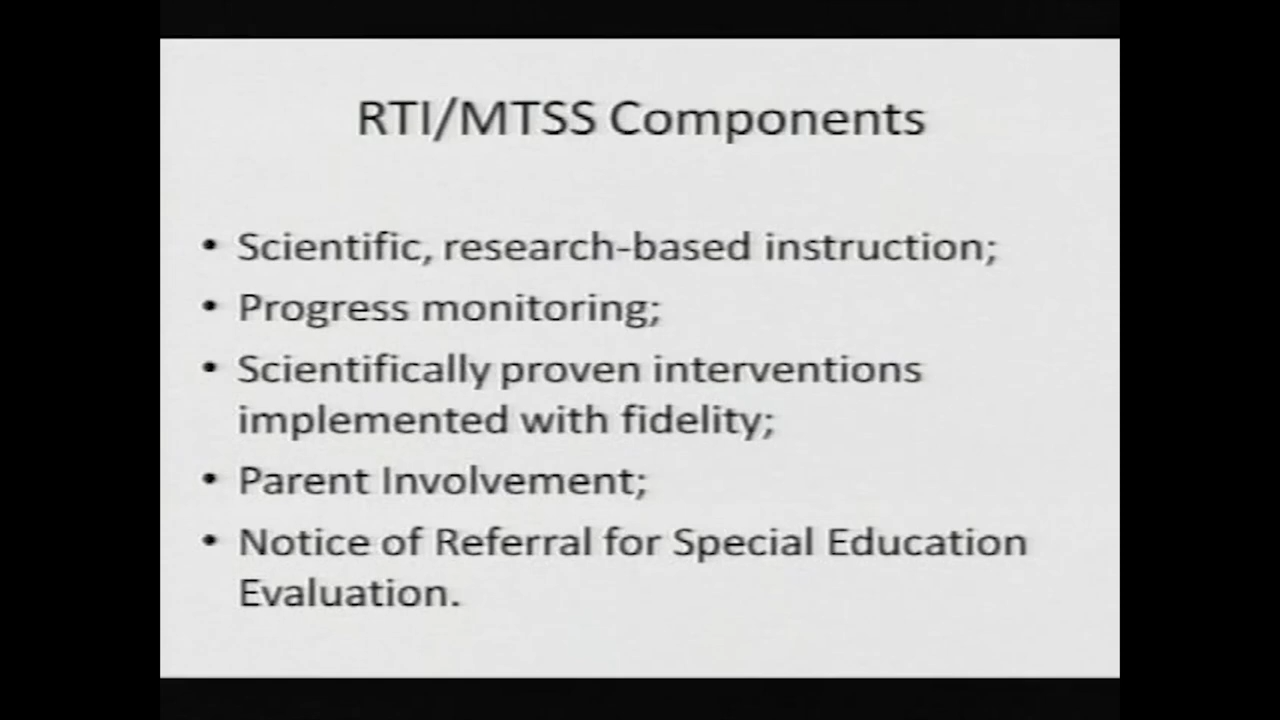 RTI/MTSS Components
• Scientific, research-based instruction;
• Progress monitoring;
• Scientifically proven interventions
implemented with fidelity;
• Parent Involvement;
• Notice of Referral for Special Education
Evaluation.